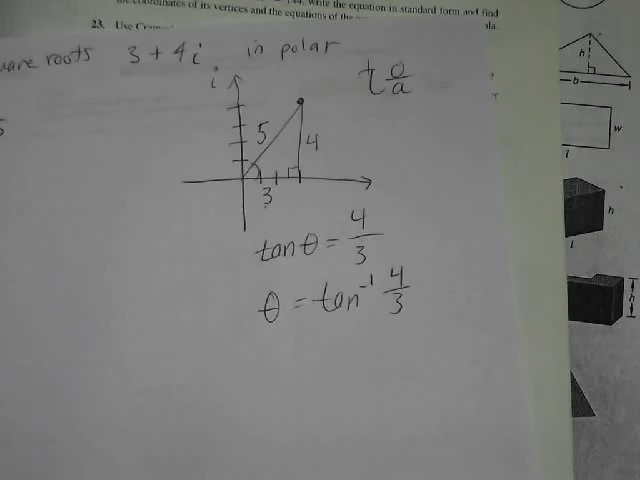 coordinates of its vertices and the equations of the
Write the equation in standard form and find
23. Use
uare roots 3 + 4i in polar
i
t o/a
5
5
4
3
tan θ = 4/3
θ = tan⁻¹ 4/3
h
b
w
l
h
l
h